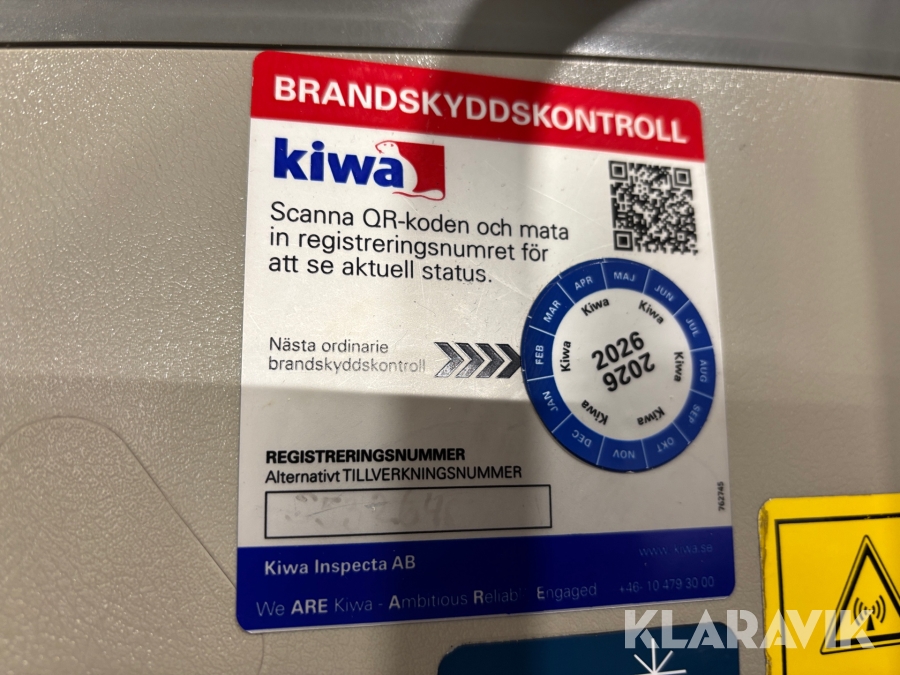 BRANDSKYDDSKONTROLL
kiwa
Scanna QR-koden och mata
in registreringsnumret för
att se aktuell status.
Nästa ordinarie
brandskyddskontroll
JAN FEB MAR APR MAJ JUN JUL AUG SEP OKT NOV DEC
Kiwa Kiwa Kiwa Kiwa Kiwa Kiwa
2026
2026
REGISTRERINGSNUMMER
Alternativt TILLVERKNINGSNUMMER
264
762745
Kiwa Inspecta AB
www.kiwa.se
We ARE Kiwa - Ambitious Reliable Engaged
+46- 10 479 30 00
KLARAVIK